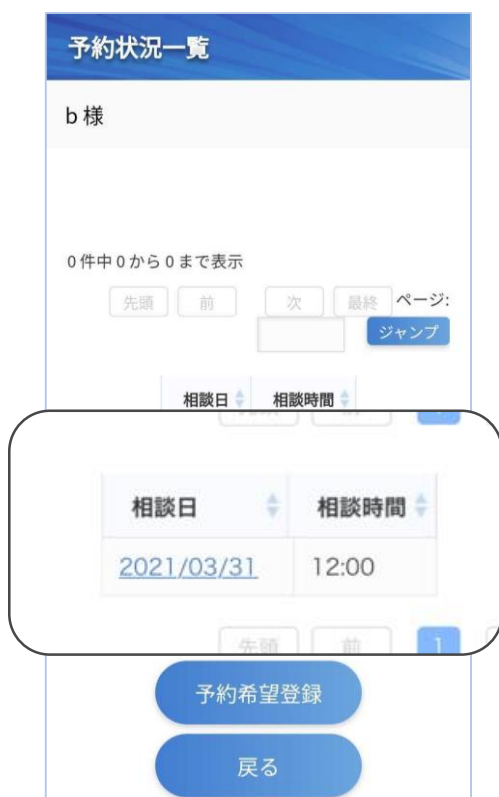 予約状況一覧
b 様
0 件中 0 から 0 まで表示
先頭 前 次 最終 ページ:
ジャンプ
相談日 相談時間
相談日 相談時間
2021/03/31 12:00
先頭 前 1
予約希望登録
戻る